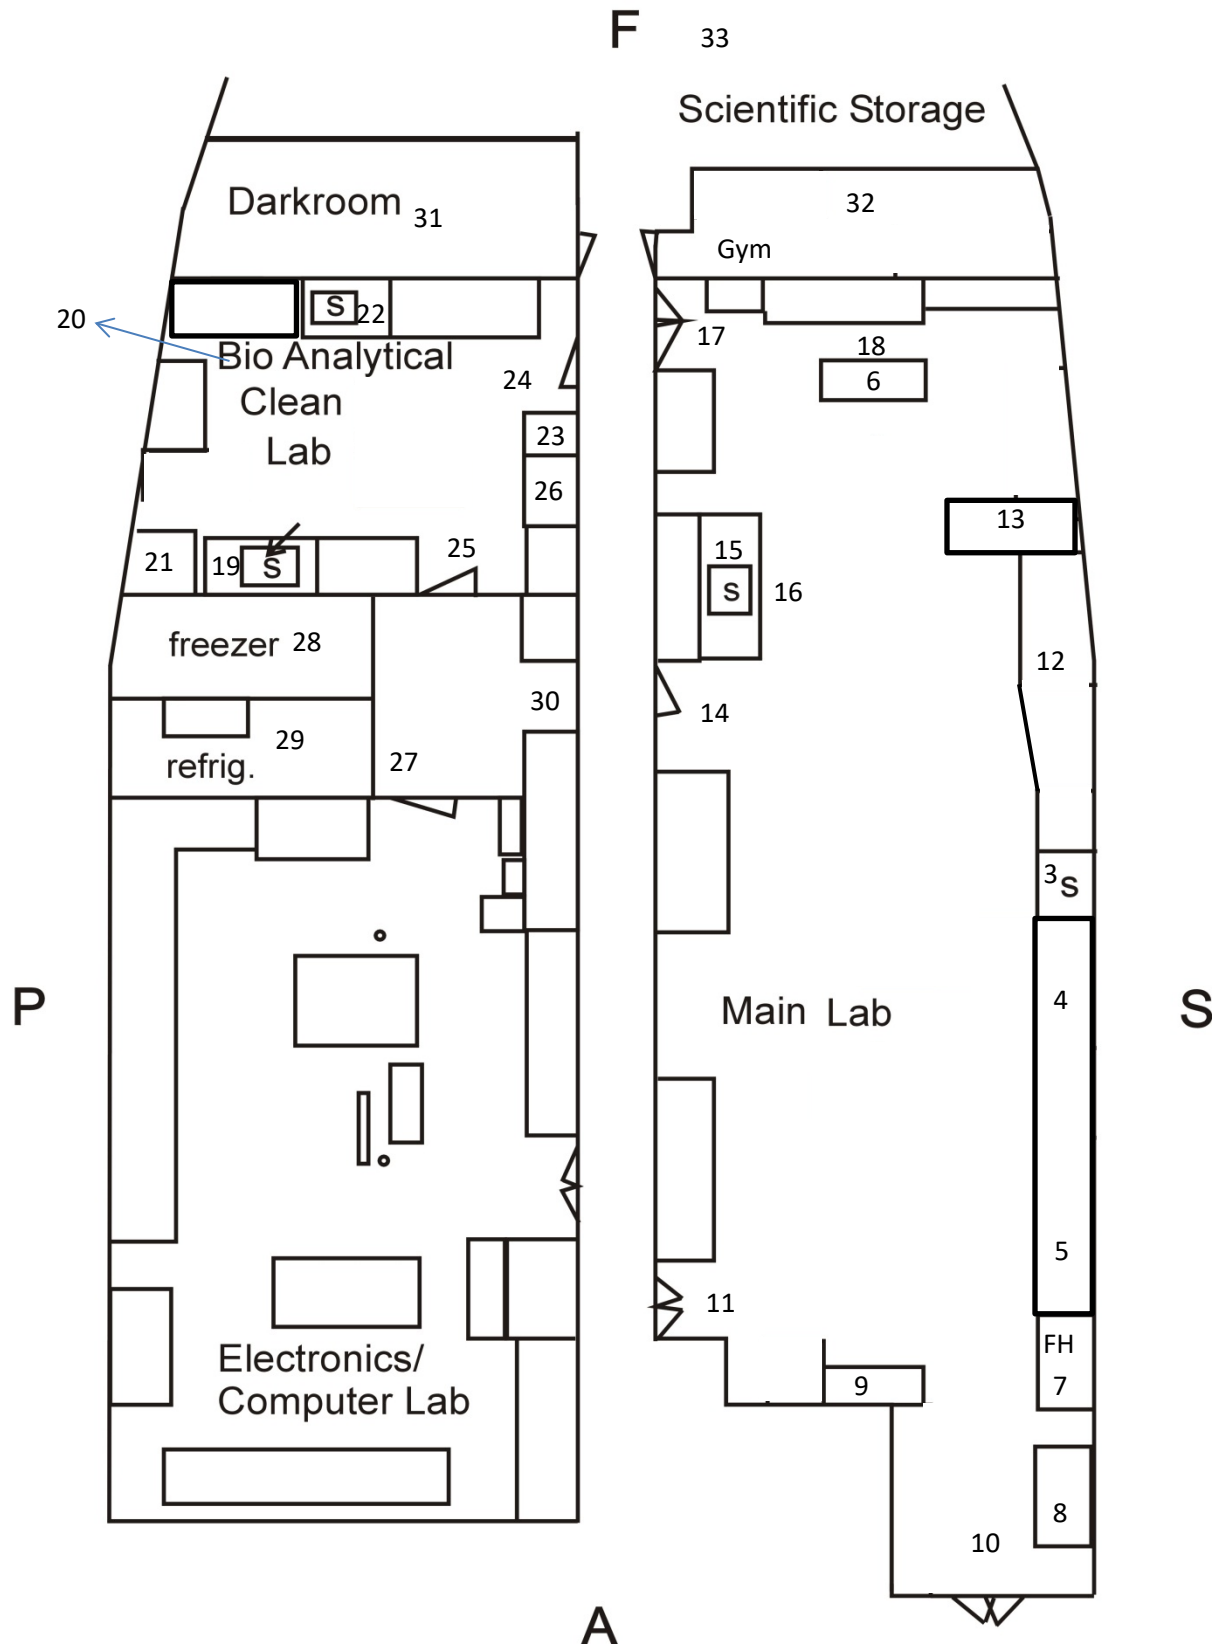 F
33
Scientific Storage
Darkroom
31
32
Gym
20
S
22
17
Bio Analytical
Clean
Lab
24
18
6
23
26
13
25
21
19
S
15
S
16
freezer
28
12
30
14
29
refrig.
27
3
S
P
4
Main Lab
S
5
11
FH
7
Electronics/
Computer Lab
9
8
10
A